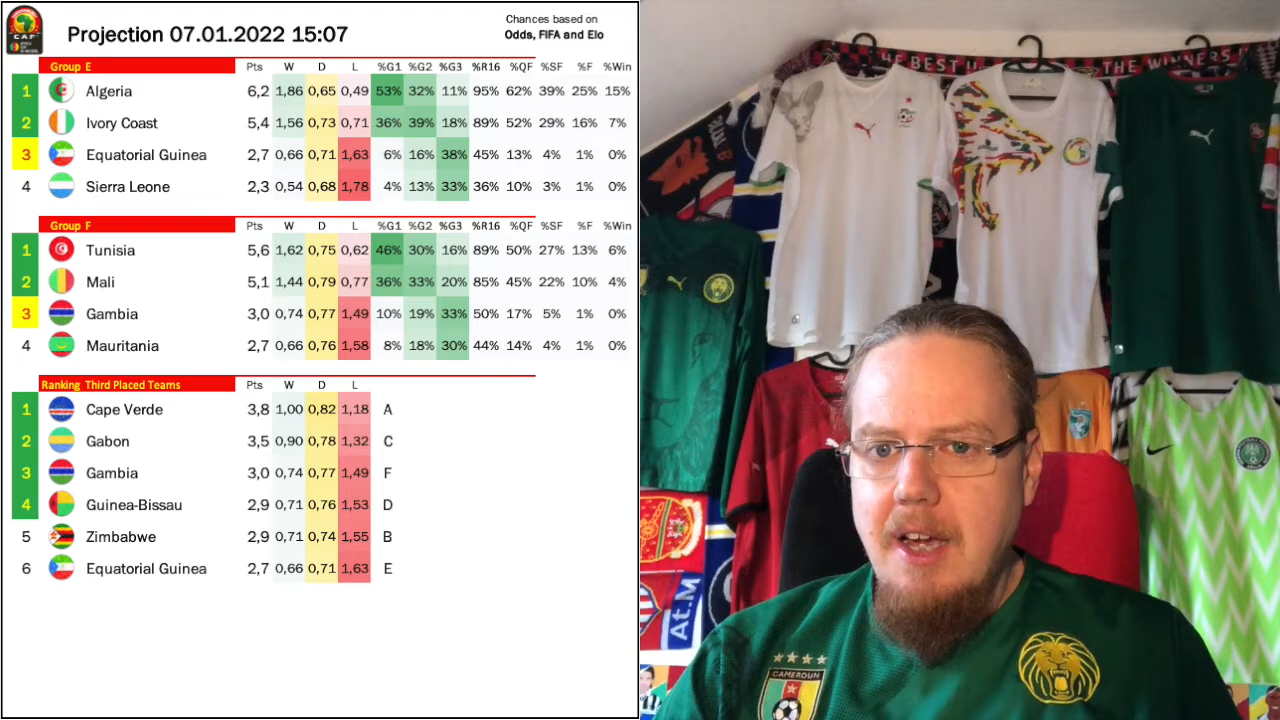 CAF
Projection 07.01.2022 15:07
Chances based on
Odds, FIFA and Elo
Group E Pts W D L %G1 %G2 %G3 %R16 %QF %SF %F %Win
1 Algeria 6,2 1,86 0,65 0,49 53% 32% 11% 95% 62% 39% 25% 15%
2 Ivory Coast 5,4 1,56 0,73 0,71 36% 39% 18% 89% 52% 29% 16% 7%
3 Equatorial Guinea 2,7 0,66 0,71 1,63 6% 16% 38% 45% 13% 4% 1% 0%
4 Sierra Leone 2,3 0,54 0,68 1,78 4% 13% 33% 36% 10% 3% 1% 0%
Group F Pts W D L %G1 %G2 %G3 %R16 %QF %SF %F %Win
1 Tunisia 5,6 1,62 0,75 0,62 46% 30% 16% 89% 50% 27% 13% 6%
2 Mali 5,1 1,44 0,79 0,77 36% 33% 20% 85% 45% 22% 10% 4%
3 Gambia 3,0 0,74 0,77 1,49 10% 19% 33% 50% 17% 5% 1% 0%
4 Mauritania 2,7 0,66 0,76 1,58 8% 18% 30% 44% 14% 4% 1% 0%
Ranking Third Placed Teams Pts W D L
1 Cape Verde 3,8 1,00 0,82 1,18 A
2 Gabon 3,5 0,90 0,78 1,32 C
3 Gambia 3,0 0,74 0,77 1,49 F
4 Guinea-Bissau 2,9 0,71 0,76 1,53 D
5 Zimbabwe 2,9 0,71 0,74 1,55 B
6 Equatorial Guinea 2,7 0,66 0,71 1,63 E
THE BEST
THE WINNERS
At.M
CAMEROUN